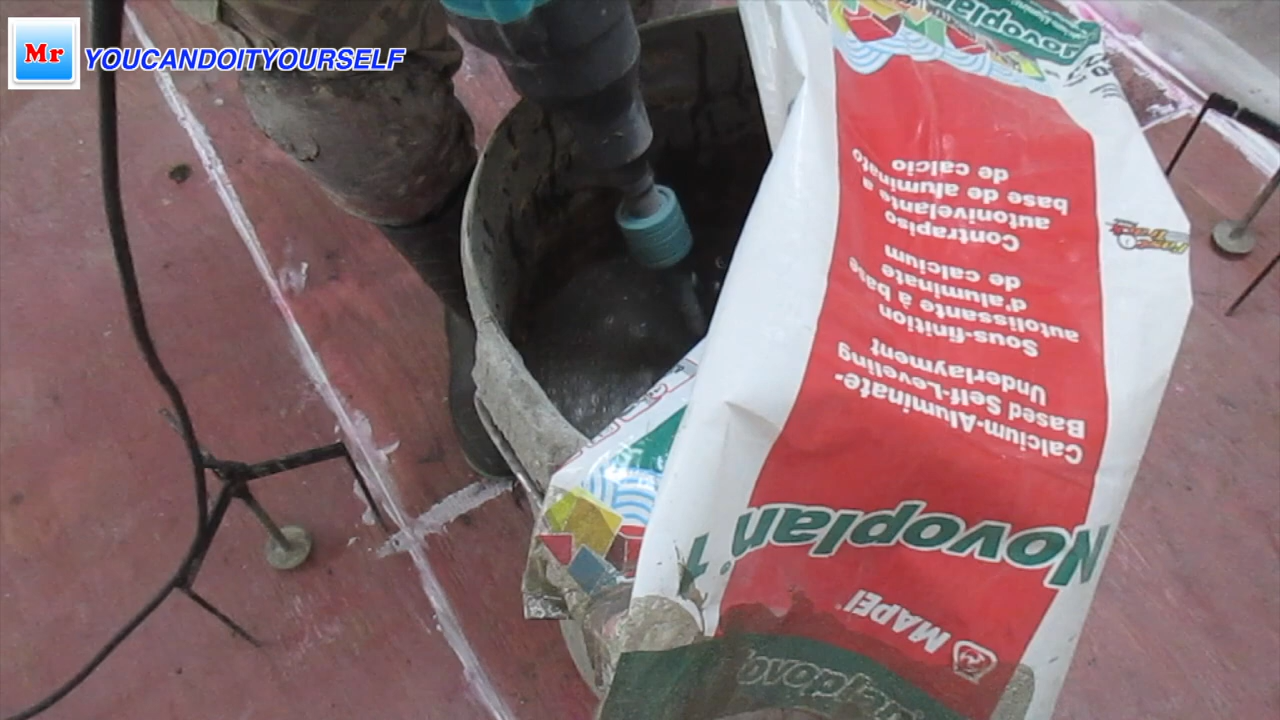 Mr YOUCANDOITYOURSELF
MAPEI
Novoplan 1
Calcium-Aluminate-
Based Self-Leveling
Underlayment
Sous-finition
autolissante à base
d'aluminate
de calcium
Contrapiso
autonivelante a
base de aluminato
de calcio
Novoplan